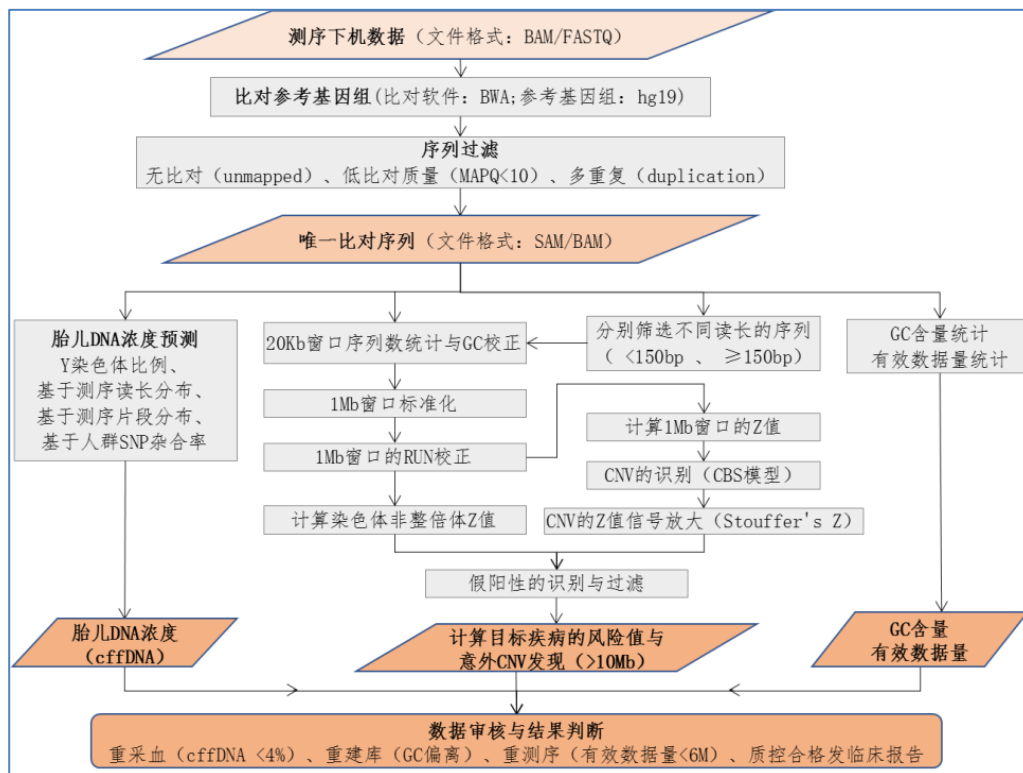 测序下机数据（文件格式：BAM/FASTQ）
比对参考基因组(比对软件：BWA;参考基因组：hg19)
序列过滤
无比对（unmapped）、低比对质量（MAPQ<10）、多重复（duplication）
唯一比对序列（文件格式：SAM/BAM）
胎儿DNA浓度预测
Y染色体比例、
基于测序读长分布、
基于测序片段分布、
基于人群SNP杂合率
20Kb窗口序列数统计与GC校正
分别筛选不同读长的序列
（ <150bp 、 ≥150bp）
GC含量统计
有效数据量统计
1Mb窗口标准化
1Mb窗口的RUN校正
计算1Mb窗口的Z值
CNV的识别（CBS模型）
计算染色体非整倍体Z值
CNV的Z值信号放大（Stouffer's Z）
假阳性的识别与过滤
胎儿DNA浓度
（cffDNA）
计算目标疾病的风险值与
意外CNV发现（>10Mb）
GC含量
有效数据量
数据审核与结果判断
重采血（cffDNA <4%）、重建库（GC偏离）、重测序（有效数据量<6M）、质控合格发临床报告